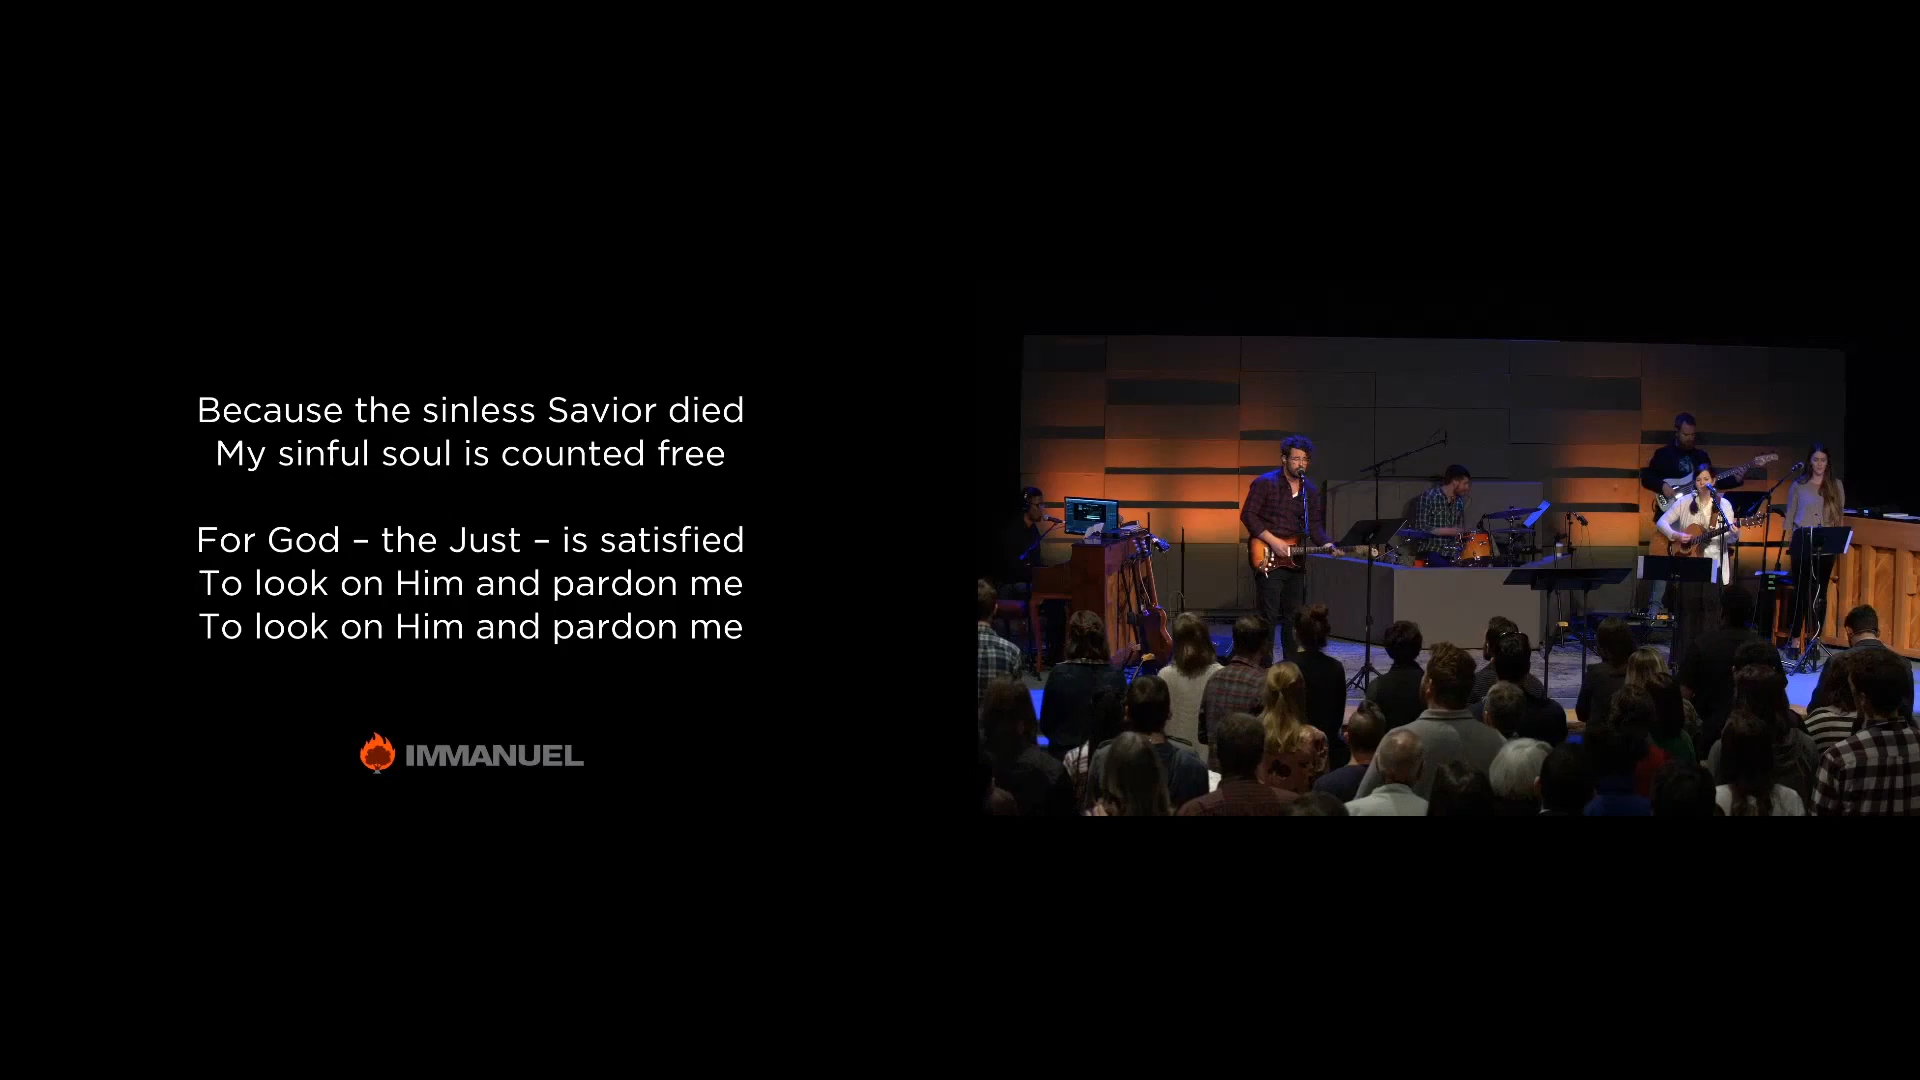 Because the sinless Savior died
My sinful soul is counted free
For God – the Just – is satisfied
To look on Him and pardon me
To look on Him and pardon me
IMMANUEL